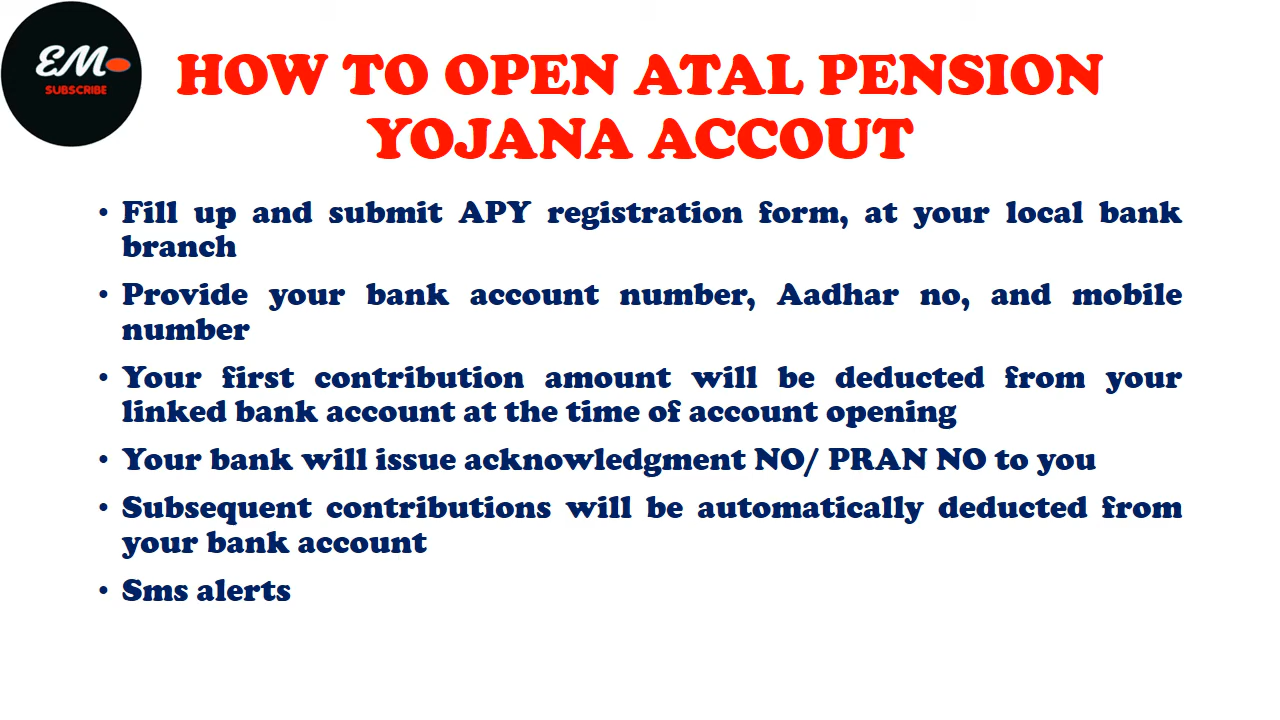 EM
SUBSCRIBE
HOW TO OPEN ATAL PENSION
YOJANA ACCOUT
• Fill up and submit APY registration form, at your local bank
branch
• Provide your bank account number, Aadhar no, and mobile
number
• Your first contribution amount will be deducted from your
linked bank account at the time of account opening
• Your bank will issue acknowledgment NO/ PRAN NO to you
• Subsequent contributions will be automatically deducted from
your bank account
• Sms alerts